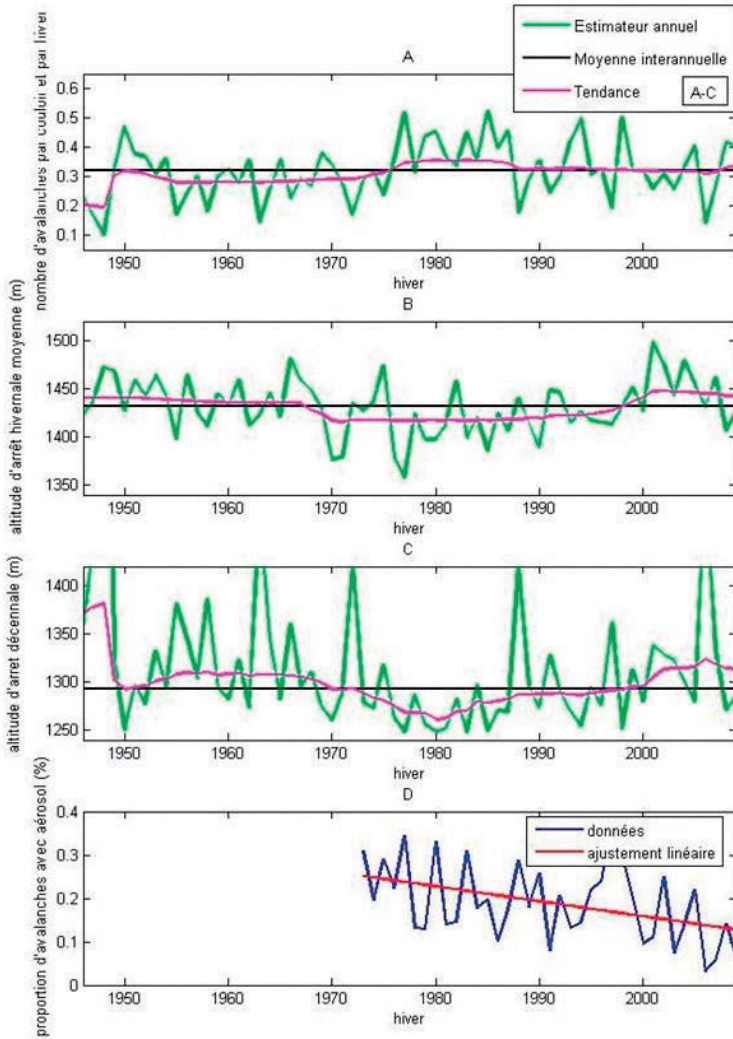 Estimateur annuel
Moyenne interannuelle
Tendance
A-C
A
nombre d'avalanches par couloir et par hiver
0.6
0.5
0.4
0.3
0.2
0.1
1950 1960 1970 1980 1990 2000
hiver
B
altitude d'arrêt hivernale moyenne (m)
1500
1450
1400
1350
1950 1960 1970 1980 1990 2000
hiver
C
altitude d'arret décennale (m)
1400
1350
1300
1250
1950 1960 1970 1980 1990 2000
hiver
D
proportion d'avalanches avec aérosol (%)
données
ajustement linéaire
0.4
0.3
0.2
0.1
0
1950 1960 1970 1980 1990 2000
hiver